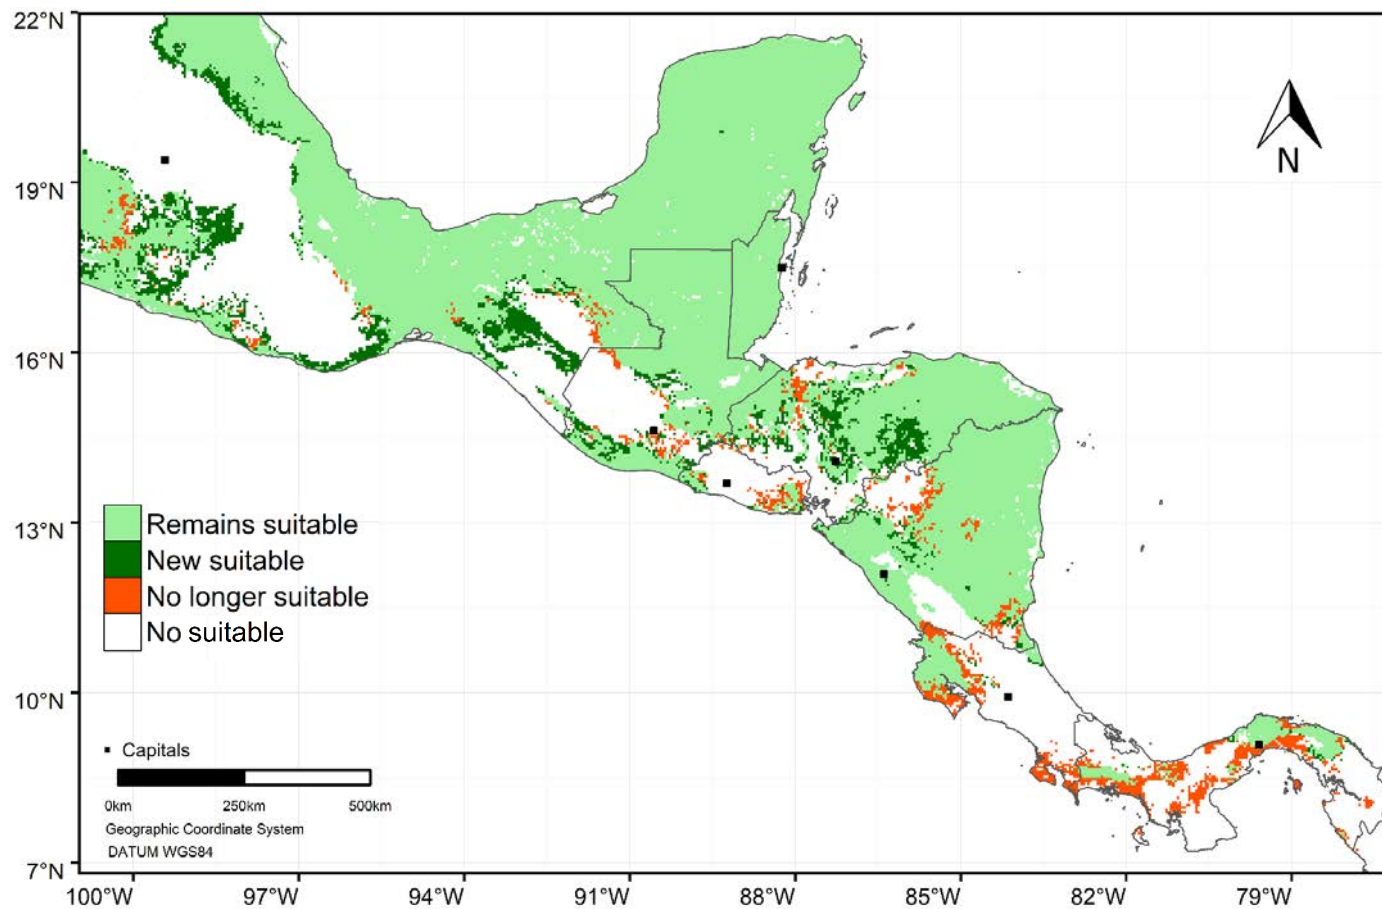 22°N
19°N
16°N
13°N
10°N
7°N
N
Remains suitable
New suitable
No longer suitable
No suitable
Capitals
0km 250km 500km
Geographic Coordinate System
DATUM WGS84
100°W 97°W 94°W 91°W 88°W 85°W 82°W 79°W